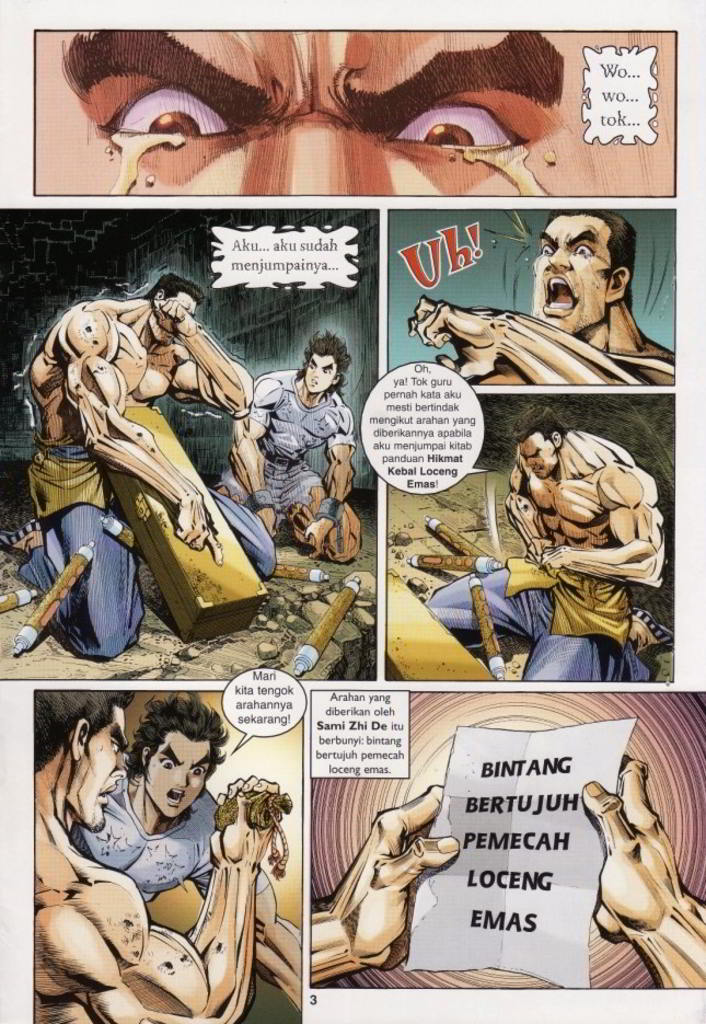 Wo...
wo...
tok...
Aku... aku sudah
menjumpainya...
Uh!
Oh,
ya! Tok guru
pernah kata aku
mesti bertindak
mengikut arahan yang
diberikannya apabila
aku menjumpai kitab
panduan Hikmat
Kebal Loceng
Emas!
Mari
kita tengok
arahannya
sekarang!
Arahan yang
diberikan oleh
Sami Zhi De itu
berbunyi: bintang
bertujuh pemecah
loceng emas.
BINTANG
BERTUJUH
PEMECAH
LOCENG
EMAS
3